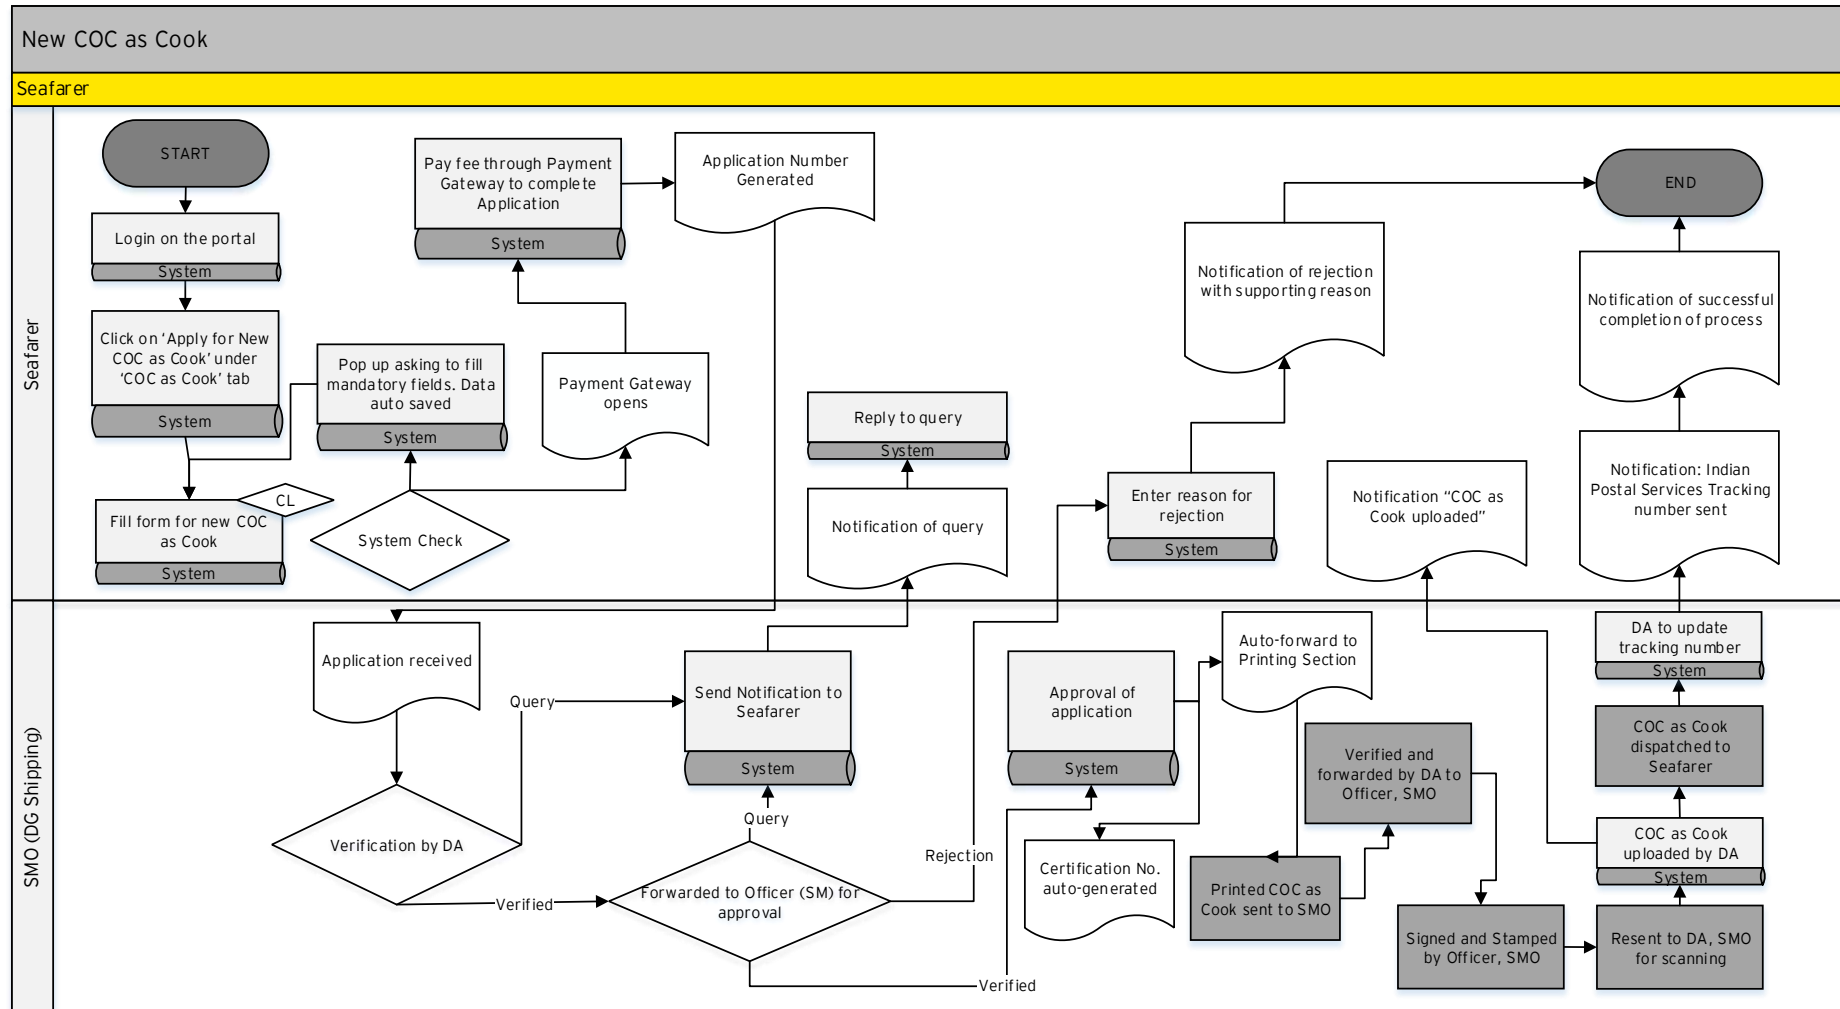 New COC as Cook
Seafarer
Seafarer
START
Login on the portal
System
Click on ‘Apply for New
COC as Cook’ under
‘COC as Cook’ tab
System
CL
Fill form for new COC
as Cook
System
Pop up asking to fill
mandatory fields. Data
auto saved
System
System Check
Payment Gateway
opens
Pay fee through Payment
Gateway to complete
Application
System
Application Number
Generated
Reply to query
System
Notification of query
Enter reason for
rejection
System
Notification of rejection
with supporting reason
Notification “COC as
Cook uploaded”
END
Notification of successful
completion of process
Notification: Indian
Postal Services Tracking
number sent
SMO (DG Shipping)
Application received
Verification by DA
Query
Verified
Send Notification to
Seafarer
System
Query
Forwarded to Officer (SM) for
approval
Rejection
Verified
Approval of
application
System
Certification No.
auto-generated
Auto-forward to
Printing Section
Printed COC as
Cook sent to SMO
Verified and
forwarded by DA to
Officer, SMO
Signed and Stamped
by Officer, SMO
Resent to DA, SMO
for scanning
COC as Cook
uploaded by DA
System
COC as Cook
dispatched to
Seafarer
DA to update
tracking number
System